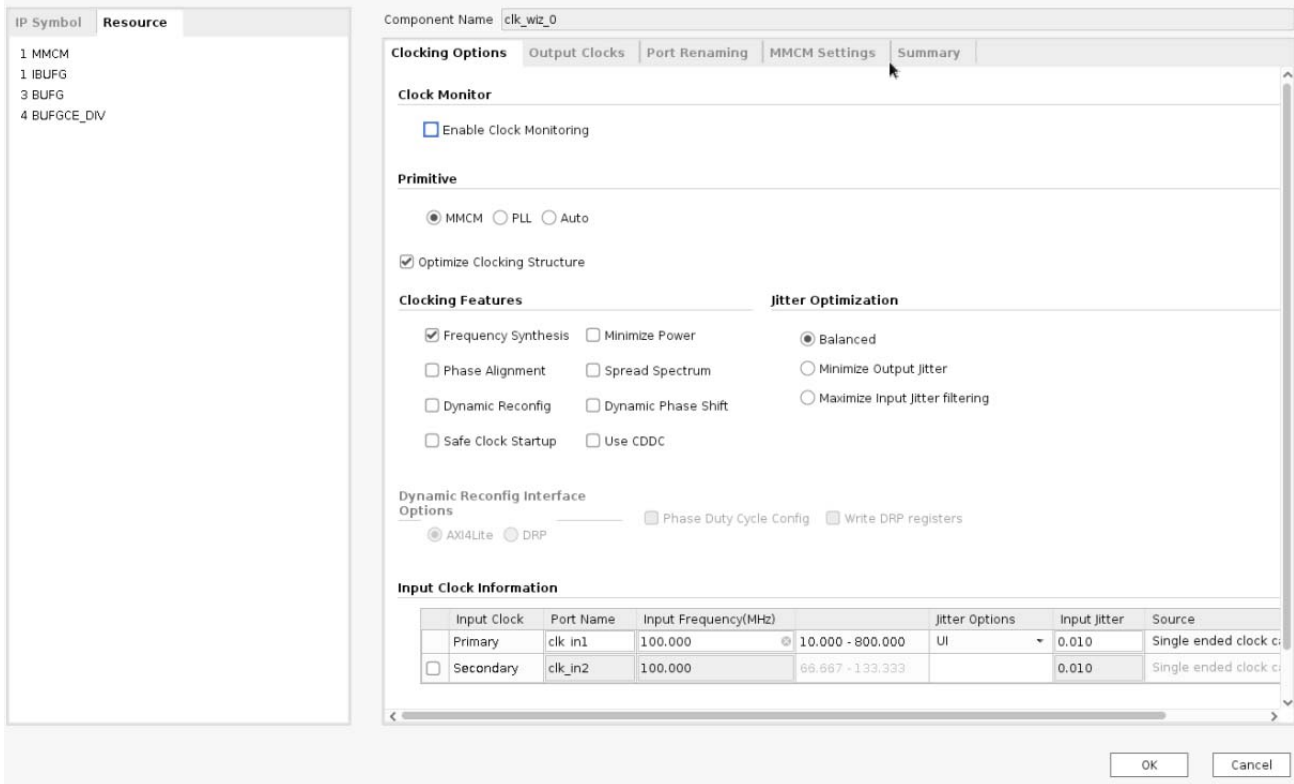 IP Symbol Resource
1 MMCM
1 IBUFG
3 BUFG
4 BUFGCE_DIV
Component Name clk_wiz_0
Clocking Options Output Clocks Port Renaming MMCM Settings Summary
Clock Monitor
Enable Clock Monitoring
Primitive
MMCM PLL Auto
Optimize Clocking Structure
Clocking Features Jitter Optimization
Frequency Synthesis Minimize Power Balanced
Phase Alignment Spread Spectrum Minimize Output Jitter
Dynamic Reconfig Dynamic Phase Shift Maximize Input Jitter filtering
Safe Clock Startup Use CDDC
Dynamic Reconfig Interface
Options
Phase Duty Cycle Config Write DRP registers
AXI4Lite DRP
Input Clock Information
Input Clock Port Name Input Frequency(MHz) Jitter Options Input Jitter Source
Primary clk_in1 100.000 10.000 - 800.000 UI 0.010 Single ended clock
Secondary clk_in2 100.000 66.667 - 133.333 0.010 Single ended clock
OK Cancel